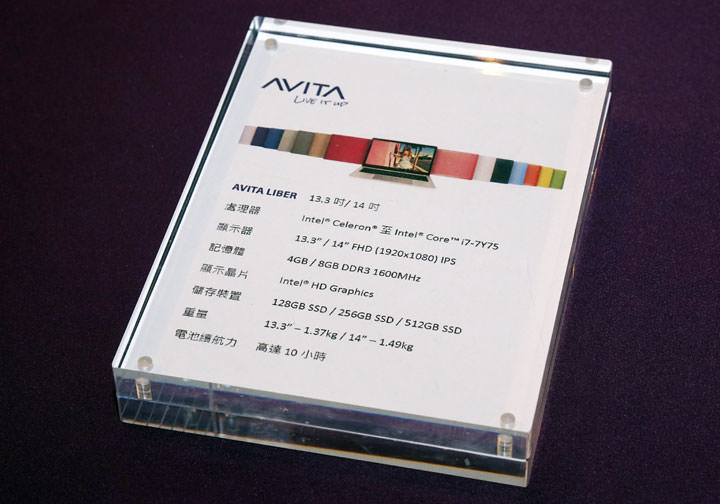 AVITA
LIVE IT UP
AVITA LIBER 13.3 吋/ 14 吋
處理器 Intel® Celeron® 至 Intel® Core™ i7-7Y75
顯示器 13.3” / 14” FHD (1920x1080) IPS
記憶體 4GB / 8GB DDR3 1600MHz
顯示晶片 Intel® HD Graphics
儲存裝置 128GB SSD / 256GB SSD / 512GB SSD
重量 13.3” – 1.37kg / 14” – 1.49kg
電池續航力 高達 10 小時